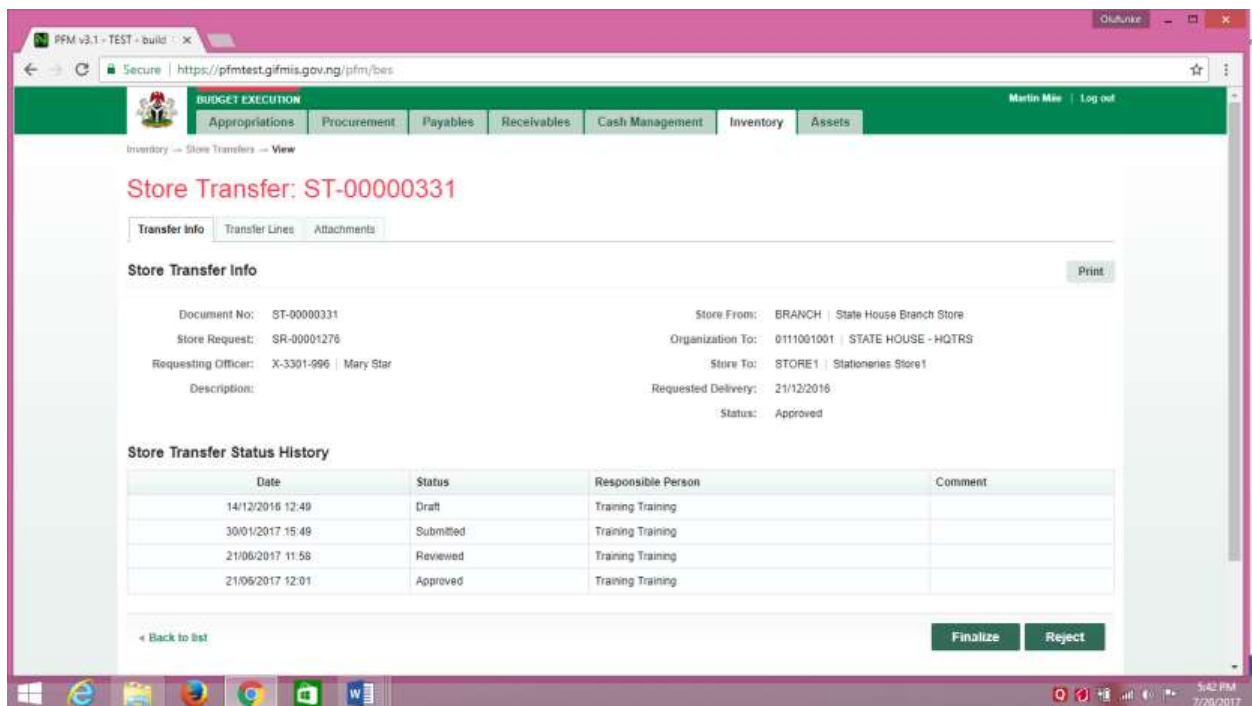 Olufunke
PFM v3.1 - TEST - build
Secure | https://pfmtest.gifmis.gov.ng/pfm/bes
BUDGET EXECUTION
Martin Miie | Log out
Appropriations Procurement Payables Receivables Cash Management Inventory Assets
Inventory → Store Transfers → View
Store Transfer: ST-00000331
Transfer Info Transfer Lines Attachments
Store Transfer Info
Print
Document No: ST-00000331 Store From: BRANCH | State House Branch Store
Store Request: SR-00001276 Organization To: 0111001001 | STATE HOUSE - HQTRS
Requesting Officer: X-3301-996 | Mary Star Store To: STORE1 | Stationeries Store1
Description: Requested Delivery: 21/12/2016
Status: Approved
Store Transfer Status History
Date Status Responsible Person Comment
14/12/2016 12:49 Draft Training Training
30/01/2017 15:49 Submitted Training Training
21/06/2017 11:58 Reviewed Training Training
21/06/2017 12:01 Approved Training Training
Back to list Finalize Reject
5:42 PM
7/20/2017